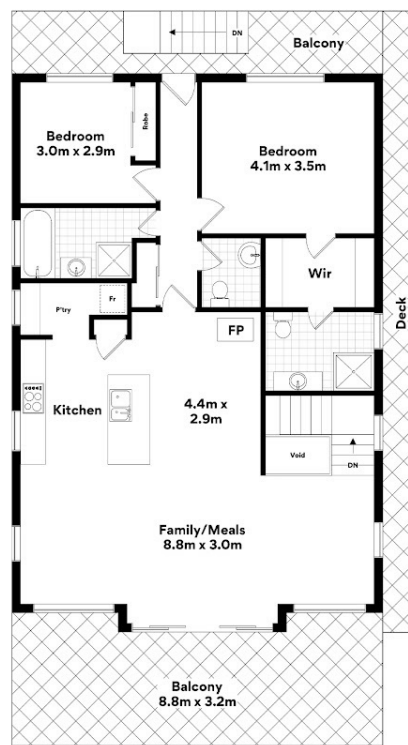 DN
Balcony
Bedroom
3.0m x 2.9m
Robe
Bedroom
4.1m x 3.5m
Wir
P'try
Fr
FP
Deck
Kitchen
4.4m x
2.9m
Void
DN
Family/Meals
8.8m x 3.0m
Balcony
8.8m x 3.2m